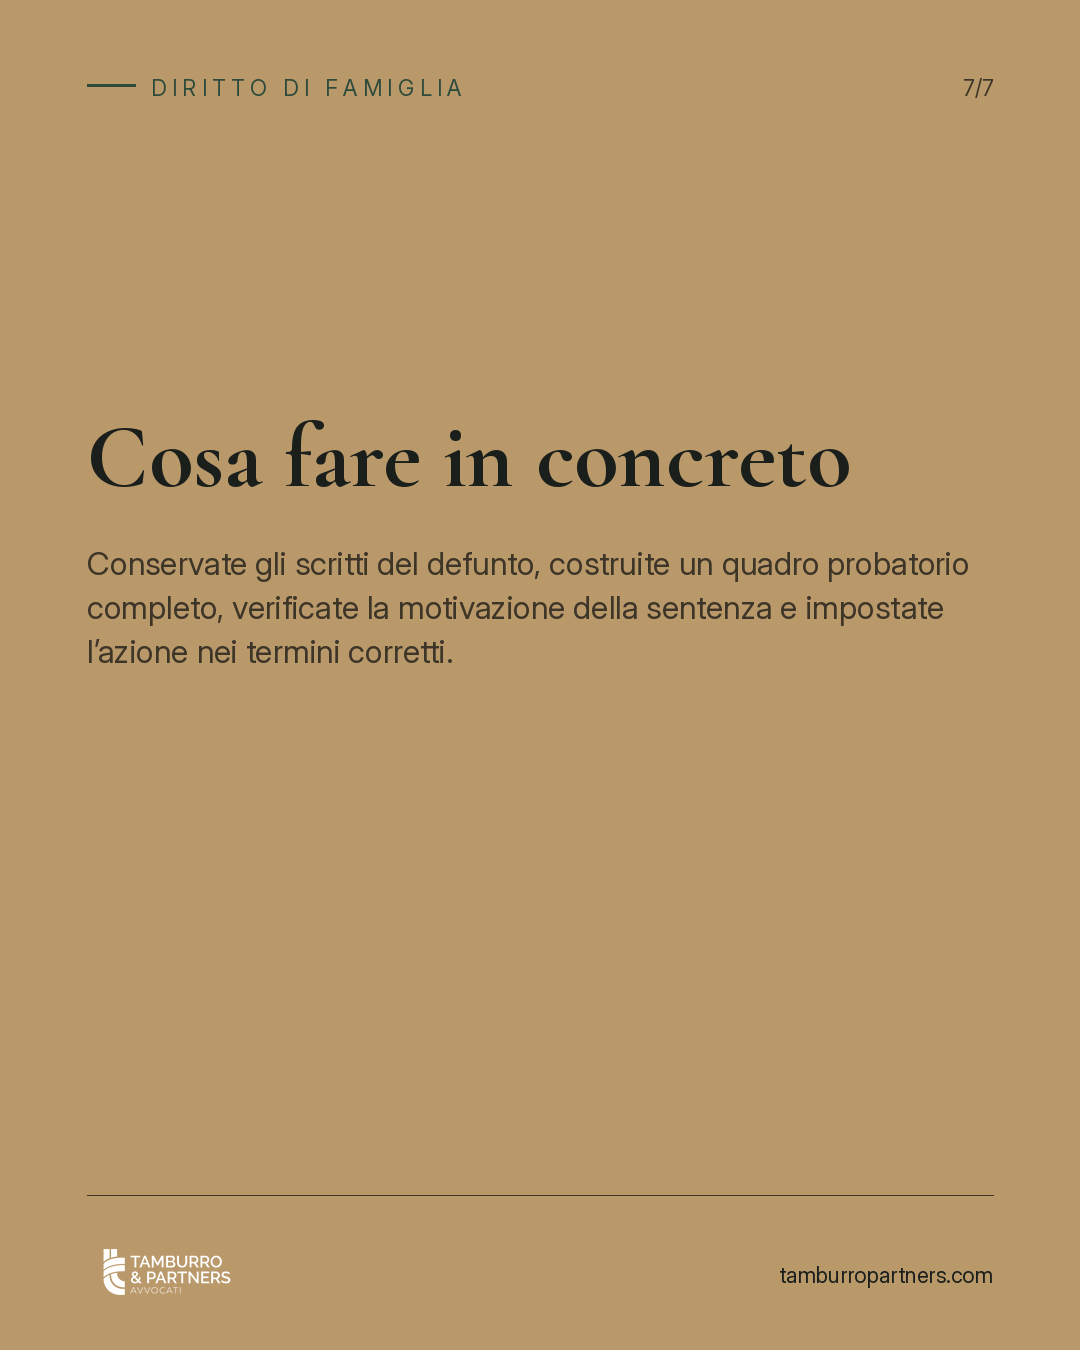 DIRITTO DI FAMIGLIA
7/7
Cosa fare in concreto
Conservate gli scritti del defunto, costruite un quadro probatorio
completo, verificate la motivazione della sentenza e impostate
l’azione nei termini corretti.
TAMBURRO
& PARTNERS
AVVOCATI
tamburropartners.com